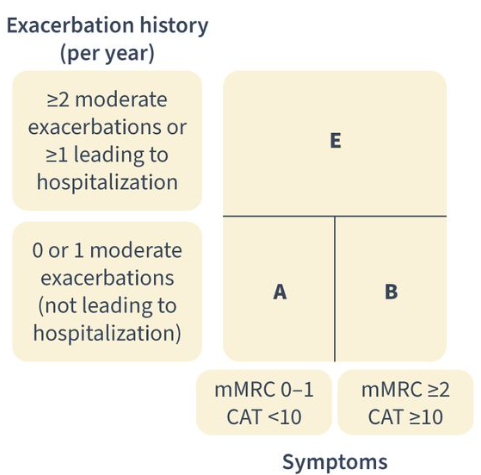 Exacerbation history
(per year)
≥2 moderate
exacerbations or
≥1 leading to
hospitalization
E
0 or 1 moderate
exacerbations
(not leading to
hospitalization)
A
B
mMRC 0–1
CAT <10
mMRC ≥2
CAT ≥10
Symptoms